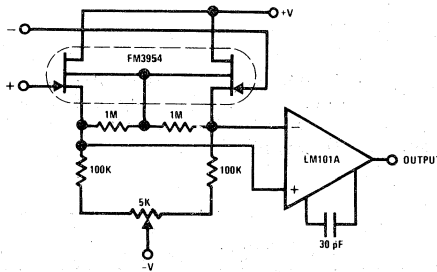 +V
−
FM3954
+
1M
1M
−
LM101A
OUTPUT
100K
100K
+
5K
30 pF
−V